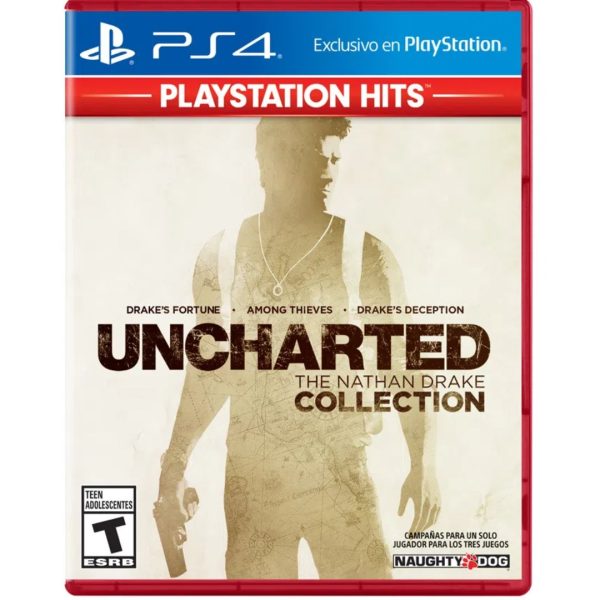 PS4
Exclusivo en PlayStation®
PLAYSTATION HITS™
DRAKE'S FORTUNE · AMONG THIEVES · DRAKE'S DECEPTION
UNCHARTED
THE NATHAN DRAKE
COLLECTION
TEEN
ADOLESCENTES
T
ESRB
CAMPAÑAS PARA UN SOLO
JUGADOR PARA LOS TRES JUEGOS
NAUGHTY DOG